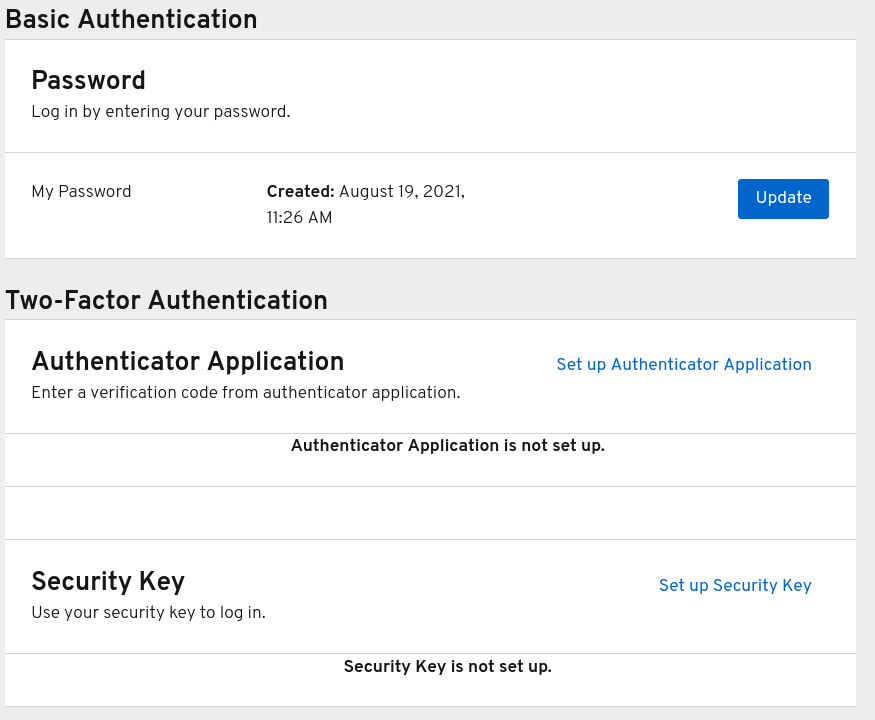 Basic Authentication
Password
Log in by entering your password.
My Password
Created: August 19, 2021,
11:26 AM
Update
Two-Factor Authentication
Authenticator Application
Set up Authenticator Application
Enter a verification code from authenticator application.
Authenticator Application is not set up.
Security Key
Set up Security Key
Use your security key to log in.
Security Key is not set up.